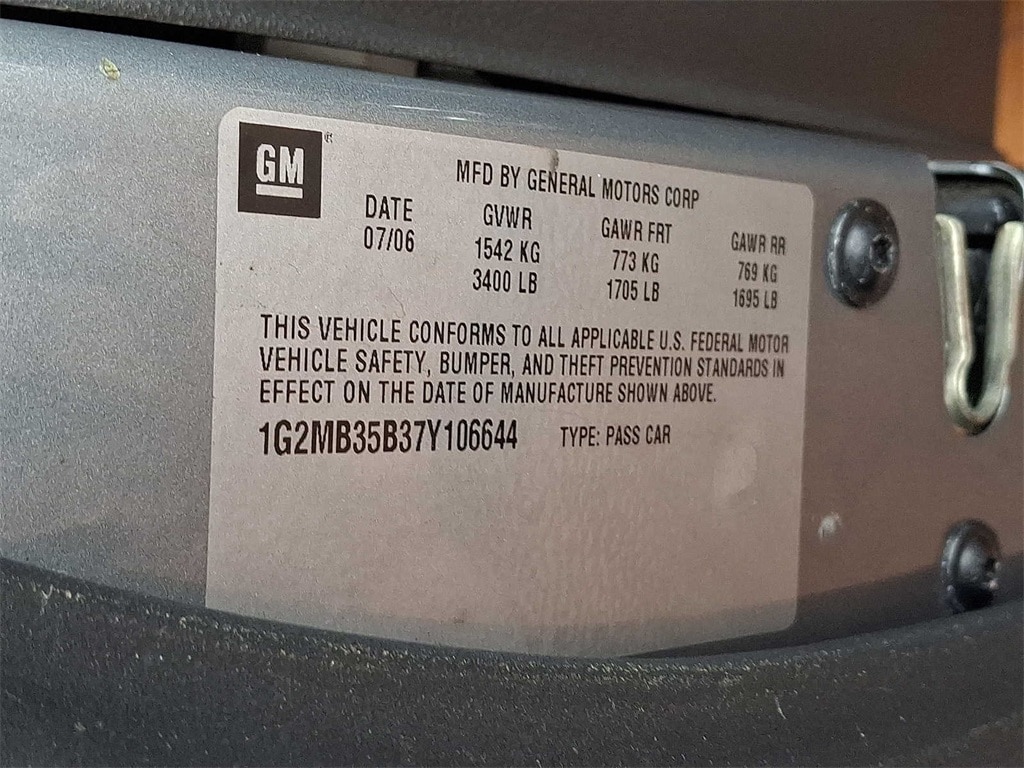 GM ®
MFD BY GENERAL MOTORS CORP
DATE GVWR GAWR FRT GAWR RR
07/06 1542 KG 773 KG 769 KG
3400 LB 1705 LB 1695 LB
THIS VEHICLE CONFORMS TO ALL APPLICABLE U.S. FEDERAL MOTOR
VEHICLE SAFETY, BUMPER, AND THEFT PREVENTION STANDARDS IN
EFFECT ON THE DATE OF MANUFACTURE SHOWN ABOVE.
1G2MB35B37Y106644 TYPE: PASS CAR